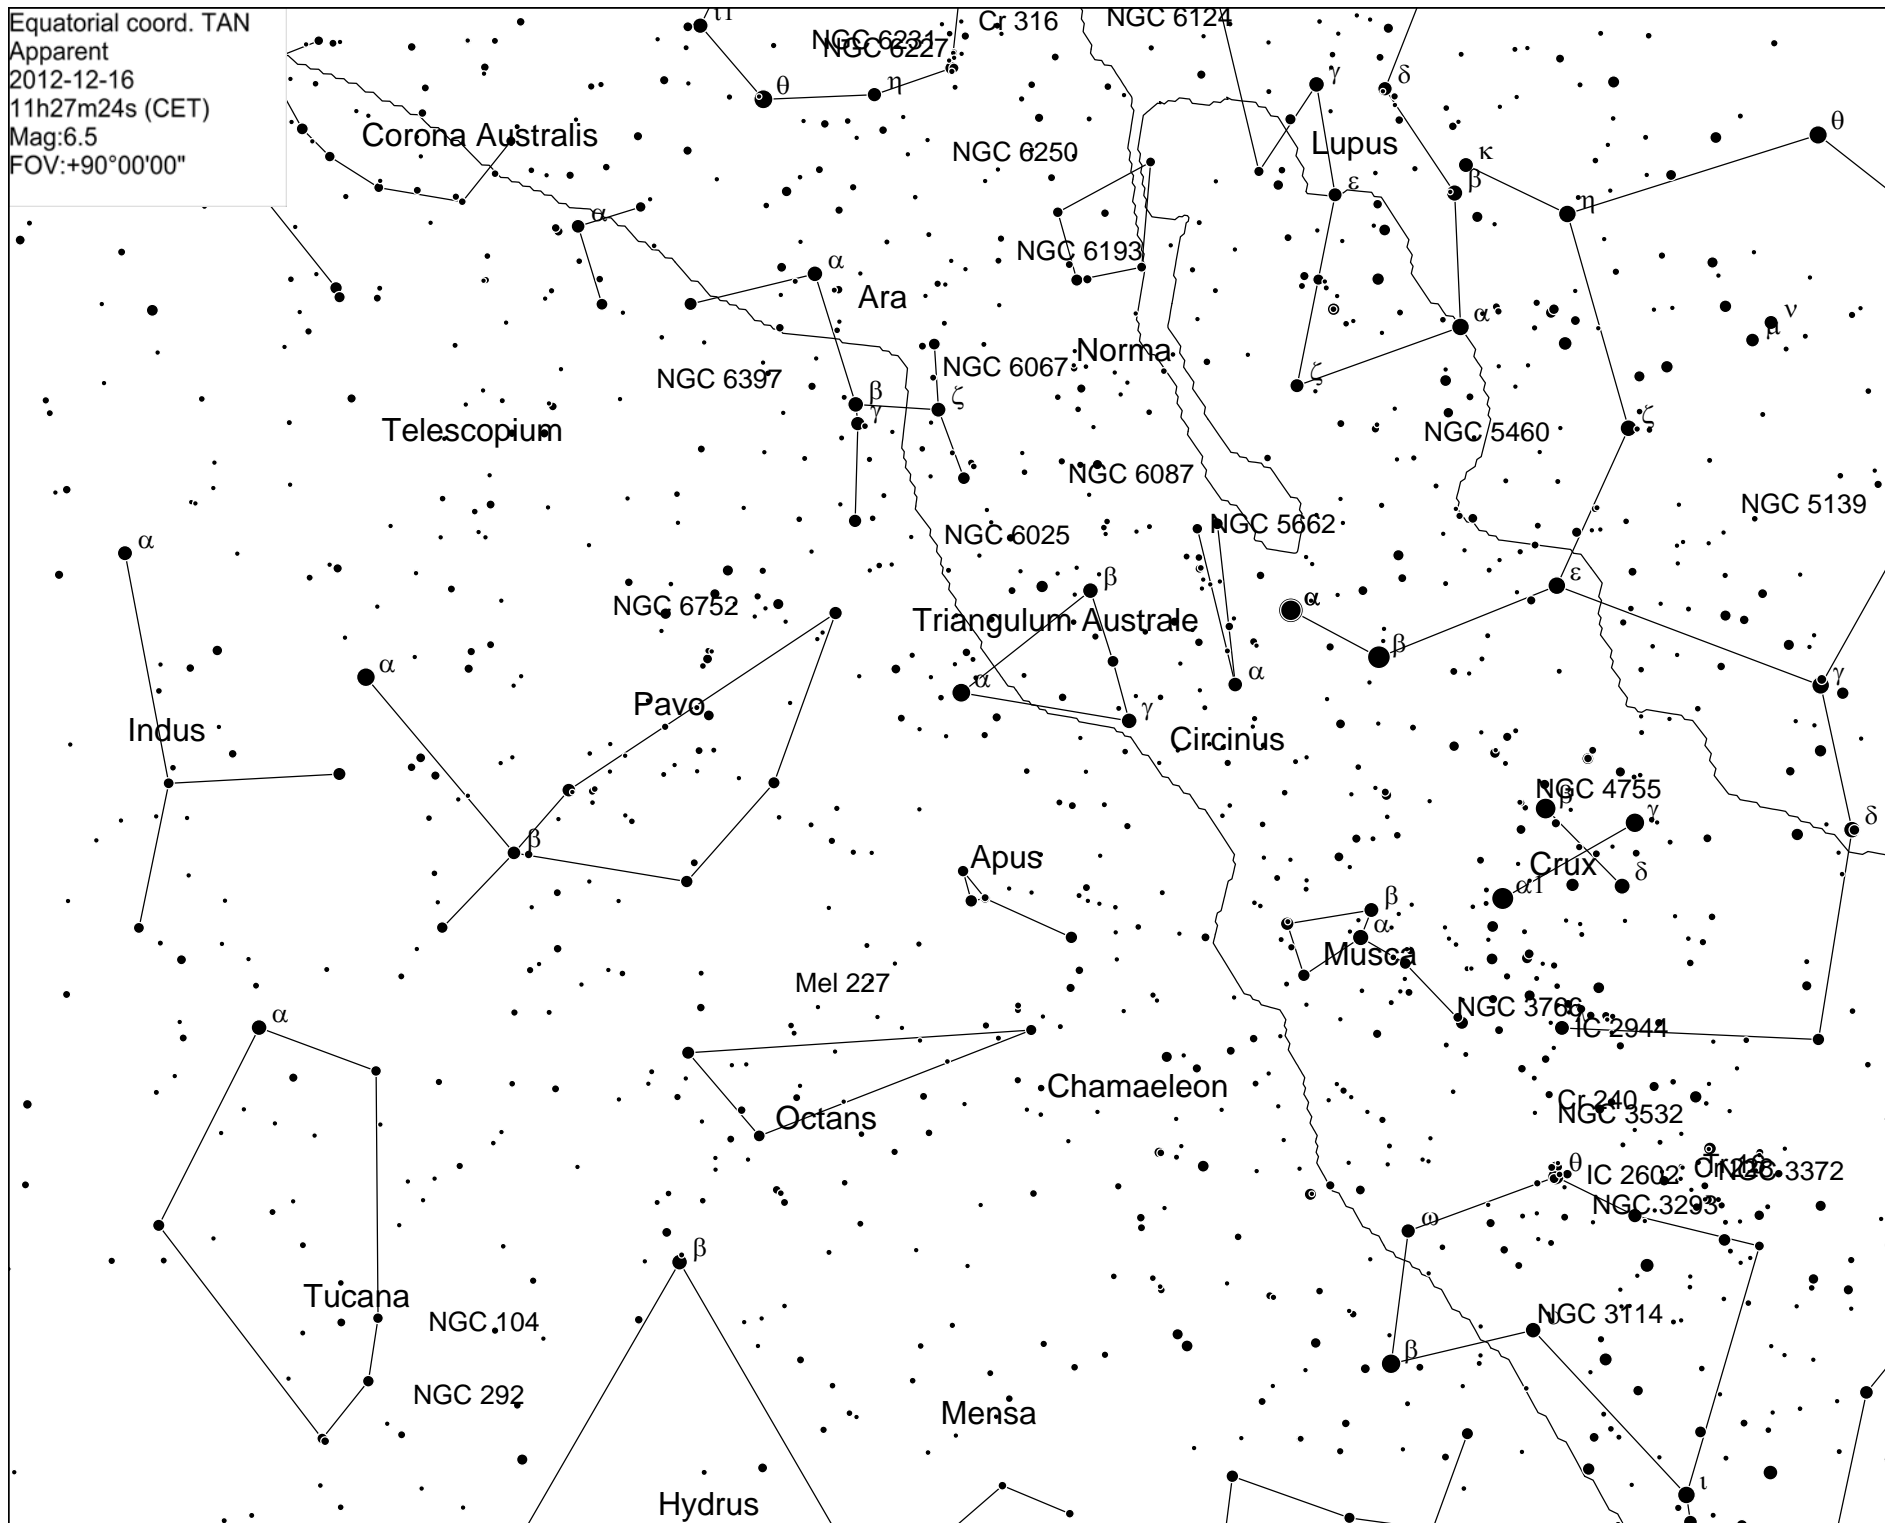 Equatorial coord. TAN
Apparent
2012-12-16
11h27m24s (CET)
Mag:6.5
FOV:+90°00'00"
ι1
Cr 316
NGC 6124
NGC 6231
NGC 6227
θ
η
γ
δ
θ
Corona Australis
NGC 6250
Lupus
κ
β
ε
η
α
NGC 6193
α
Ara
ν
μ
α
Norma
NGC 6397
NGC 6067
ζ
β
ζ
γ
Telescopium
NGC 5460
ζ
NGC 6087
NGC 5139
NGC 6025
NGC 5662
α
β
ε
NGC 6752
α
Triangulum Australe
β
α
α
α
γ
Pavo
γ
Indus
Circinus
NGC 4755
β
γ
δ
β
Apus
Crux
δ
α1
β
α
Musca
Mel 227
NGC 3766
λ
α
IC 2944
Chamaeleon
Cr 240
NGC 3532
Octans
θ
IC 2602
NGC 3372
NGC 3293
ω
β
Tucana
NGC 104
NGC 3114
υ
β
NGC 292
Mensa
ι
Hydrus